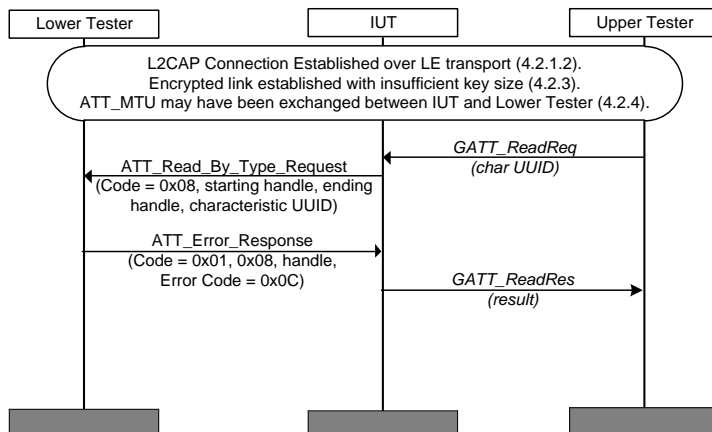 Lower Tester
IUT
Upper Tester
L2CAP Connection Established over LE transport (4.2.1.2).
Encrypted link established with insufficient key size (4.2.3).
ATT_MTU may have been exchanged between IUT and Lower Tester (4.2.4).
GATT_ReadReq
(char UUID)
ATT_Read_By_Type_Request
(Code = 0x08, starting handle, ending
handle, characteristic UUID)
ATT_Error_Response
(Code = 0x01, 0x08, handle,
Error Code = 0x0C)
GATT_ReadRes
(result)